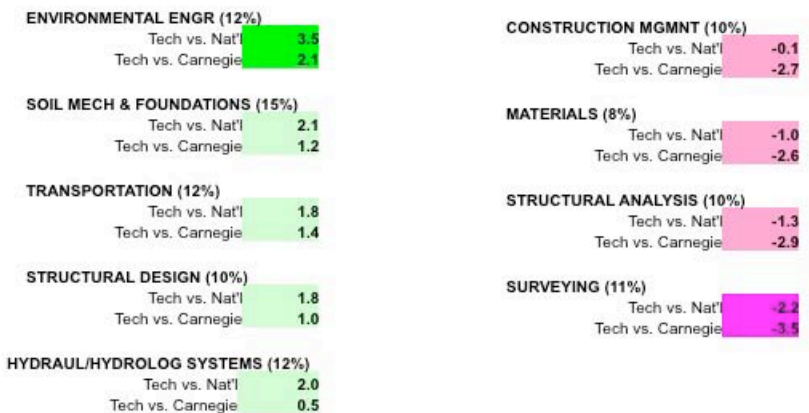 ENVIRONMENTAL ENGR (12%)
Tech vs. Nat'l 3.5
Tech vs. Carnegie 2.1
SOIL MECH & FOUNDATIONS (15%)
Tech vs. Nat'l 2.1
Tech vs. Carnegie 1.2
TRANSPORTATION (12%)
Tech vs. Nat'l 1.8
Tech vs. Carnegie 1.4
STRUCTURAL DESIGN (10%)
Tech vs. Nat'l 1.8
Tech vs. Carnegie 1.0
HYDRAUL/HYDROLOG SYSTEMS (12%)
Tech vs. Nat'l 2.0
Tech vs. Carnegie 0.5
CONSTRUCTION MGMNT (10%)
Tech vs. Nat'l -0.1
Tech vs. Carnegie -2.7
MATERIALS (8%)
Tech vs. Nat'l -1.0
Tech vs. Carnegie -2.6
STRUCTURAL ANALYSIS (10%)
Tech vs. Nat'l -1.3
Tech vs. Carnegie -2.9
SURVEYING (11%)
Tech vs. Nat'l -2.2
Tech vs. Carnegie -3.5